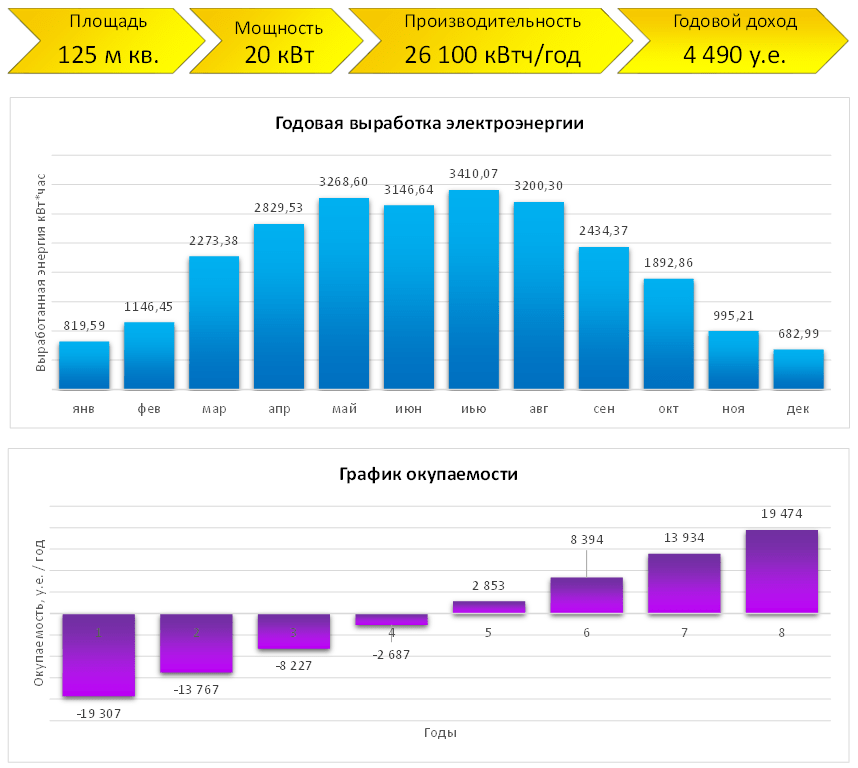 Площадь
125 м кв.
Мощность
20 кВт
Производительность
26 100 кВтч/год
Годовой доход
4 490 у.е.
Годовая выработка электроэнергии
Выработанная энергия кВт*час
819,59
1146,45
2273,38
2829,53
3268,60
3146,64
3410,07
3200,30
2434,37
1892,86
995,21
682,99
янв фев мар апр май июн иью авг сен окт ноя дек
График окупаемости
Окупаемость, у.е. / год
-19 307
-13 767
-8 227
-2 687
2 853
8 394
13 934
19 474
1 2 3 4 5 6 7 8
Годы